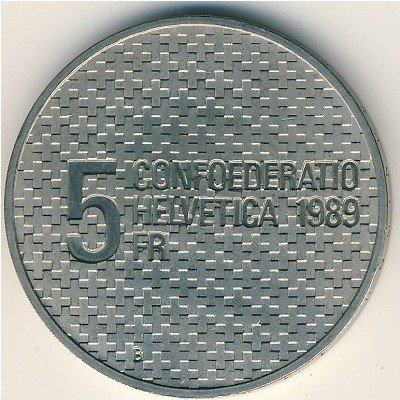 5
CONFOEDERATIO
HELVETICA 1989
FR
B